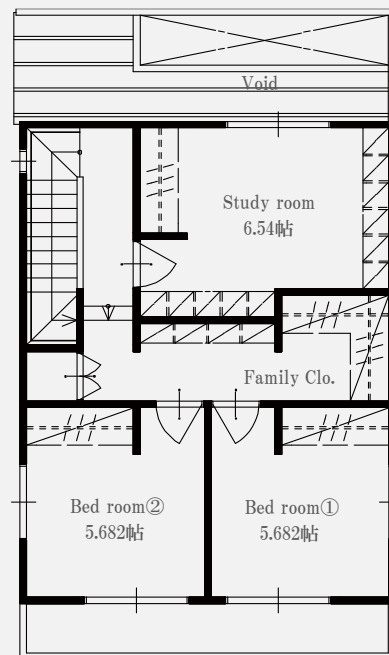 Void
Study room
6.54帖
Family Clo.
Bed room②
5.682帖
Bed room①
5.682帖